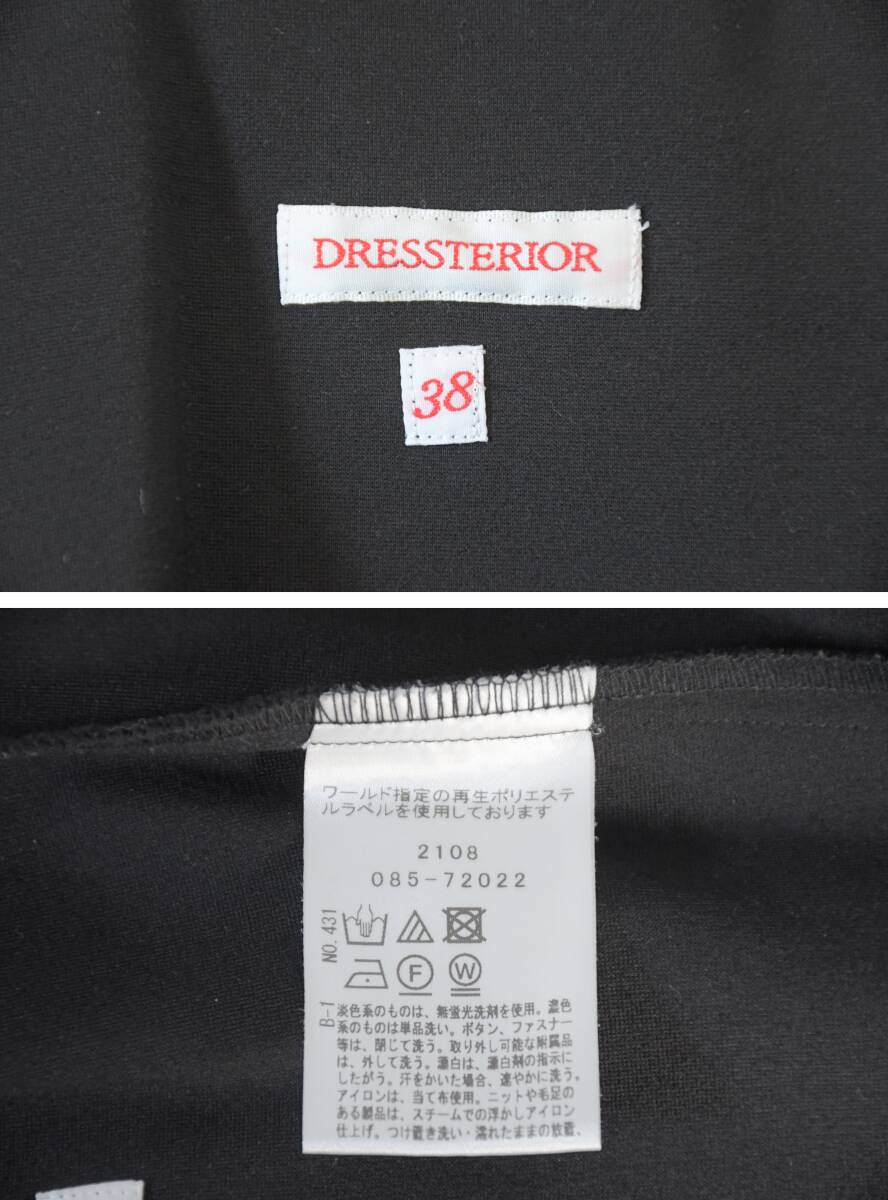 DRESSTERIOR
38
ワールド指定の再生ポリエステ
ルラベルを使用しております
2108
085-72022
NO. 431
F
W
B-1
淡色系のものは、無蛍光洗剤を使用。濃色
系のものは単品洗い。ボタン、ファスナー
等は、閉じて洗う。取り外し可能な附属品
は、外して洗う。漂白は、漂白剤の指示に
したがう。汗をかいた場合、速やかに洗う。
アイロンは、当て布使用。ニットや毛足の
ある製品は、スチームでの浮かしアイロン
仕上げ。つけ置き洗い・濡れたままの放置、